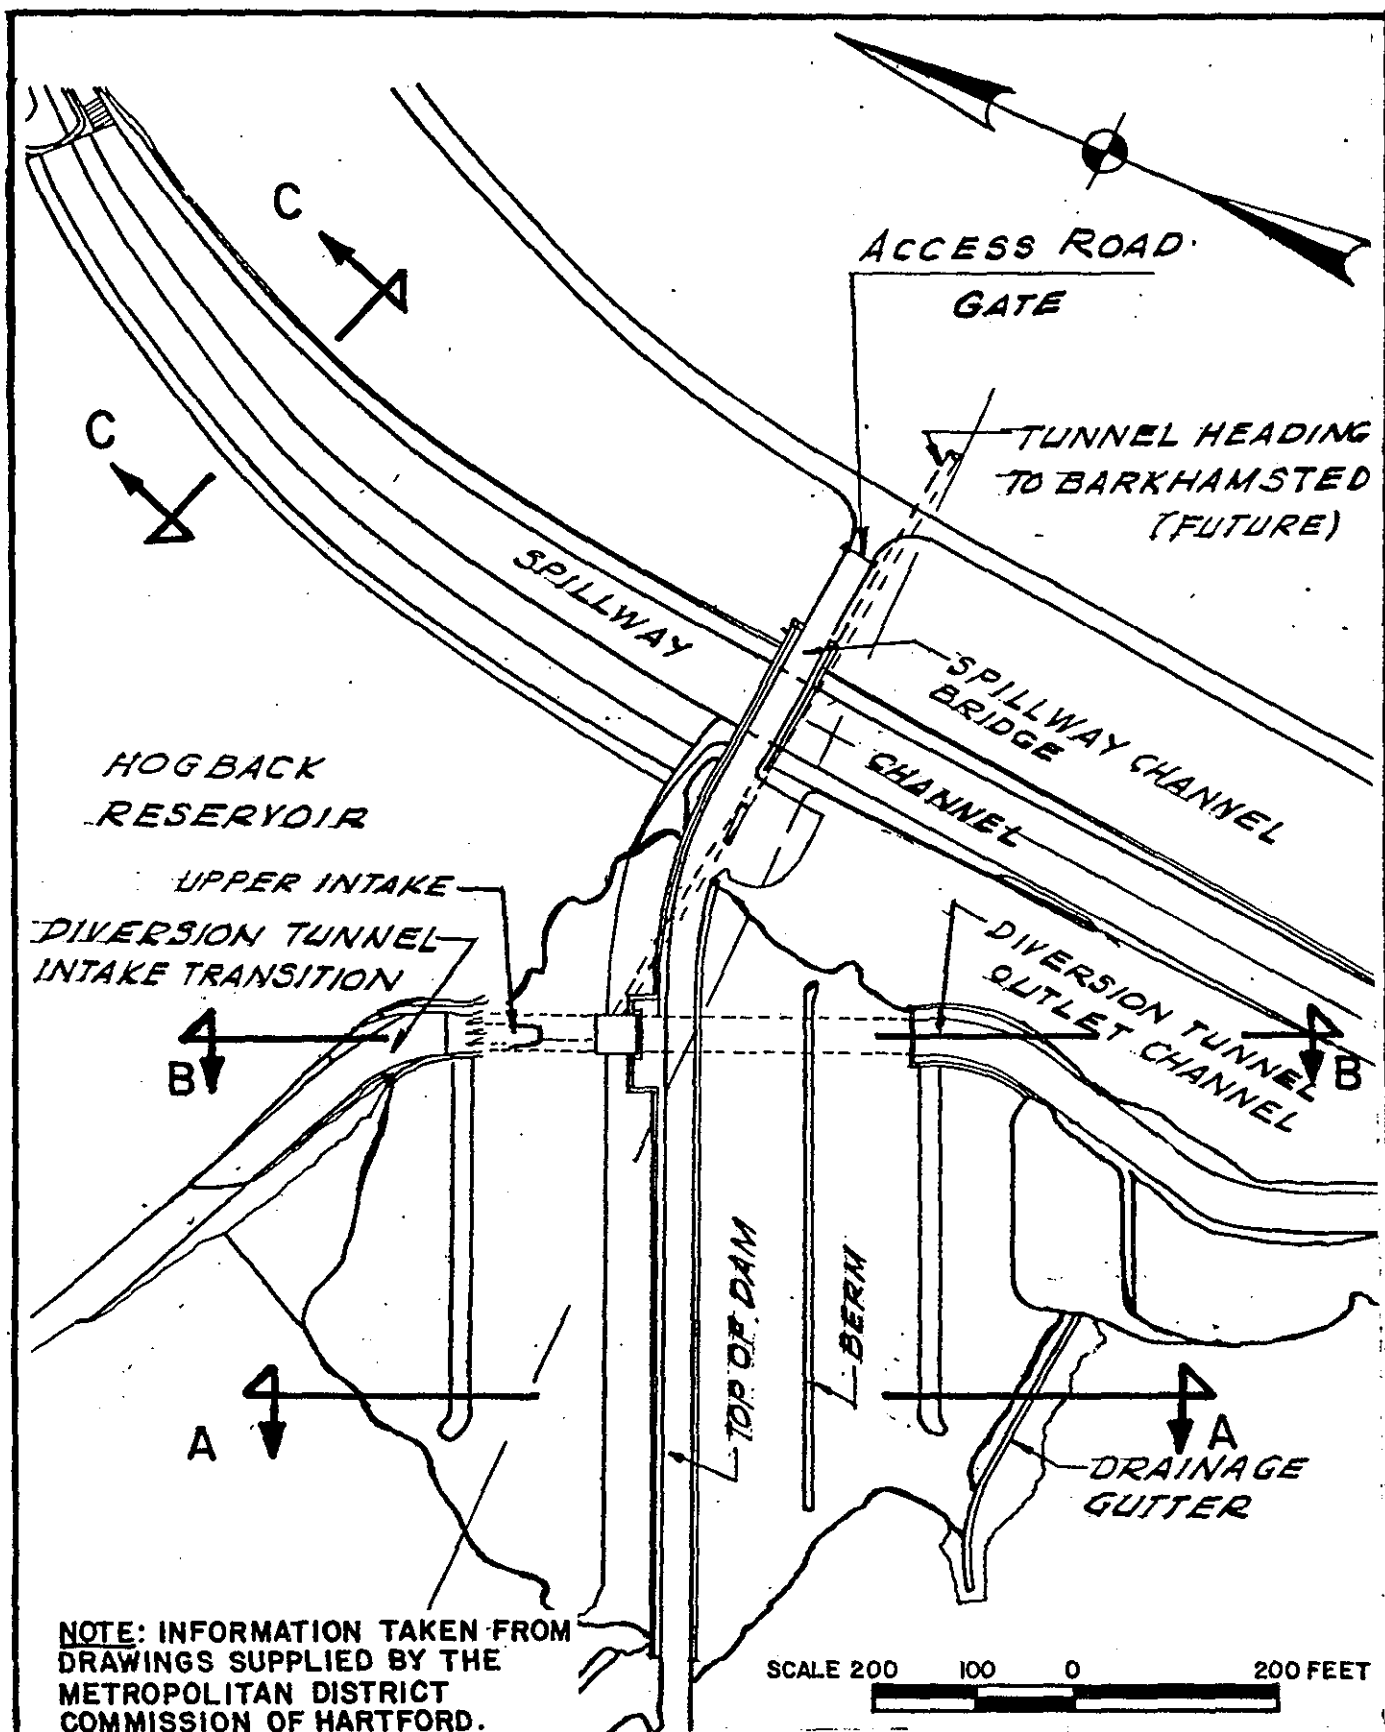 C
ACCESS ROAD
GATE
C
TUNNEL HEADING
TO BARKHAMSTED
(FUTURE)
SPILLWAY
SPILLWAY CHANNEL
BRIDGE
CHANNEL
HOGBACK
RESERVOIR
UPPER INTAKE
DIVERSION TUNNEL
INTAKE TRANSITION
DIVERSION TUNNEL
OUTLET CHANNEL
B
B
TOP OF DAM
BERM
A
A
DRAINAGE
GUTTER
NOTE: INFORMATION TAKEN FROM
DRAWINGS SUPPLIED BY THE
METROPOLITAN DISTRICT
COMMISSION OF HARTFORD.
SCALE 200 100 0 200 FEET